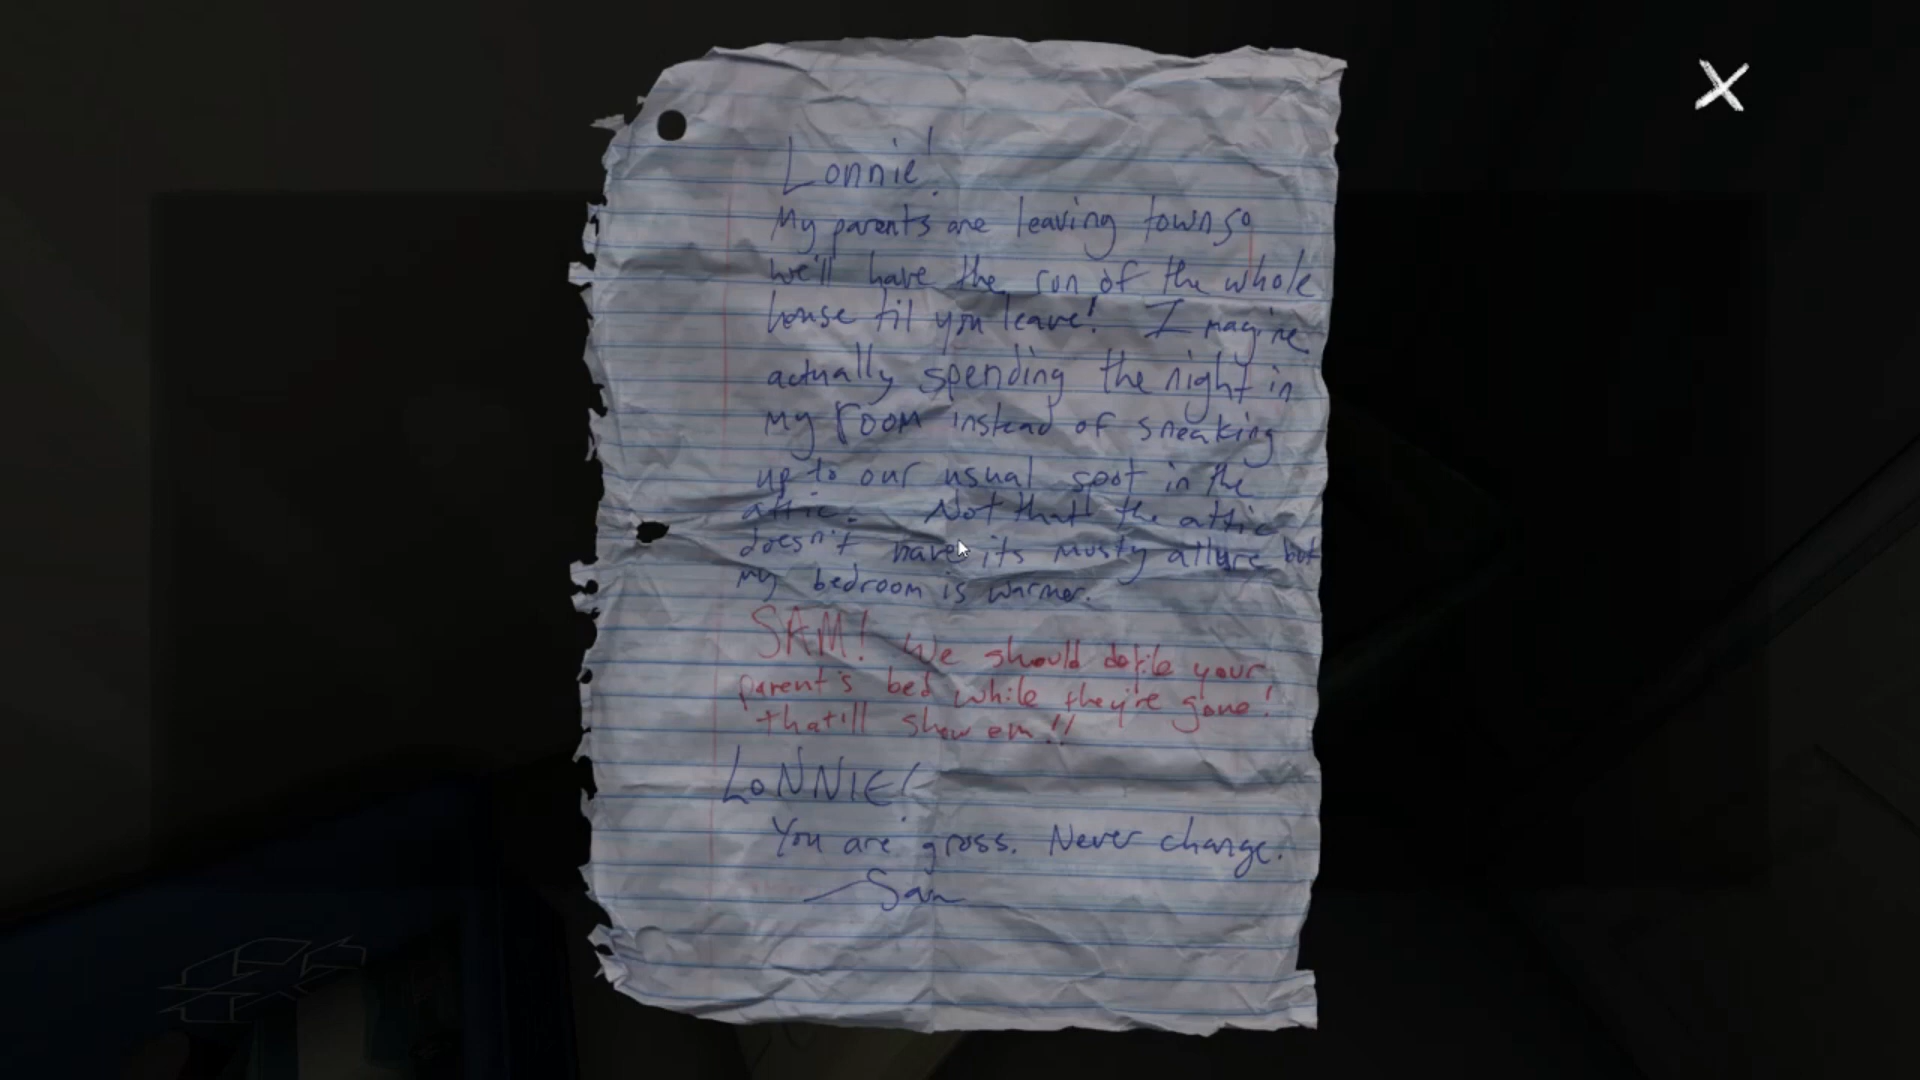 Lonnie!
My parents are leaving town so
we'll have the run of the whole
house til you leave! Imagine
actually spending the night in
my room instead of sneaking
up to our usual spot in the
attic. Not that the attic
doesn't have its musty allure but
my bedroom is warmer.
SAM! We should defile your
parent's bed while they're gone!
that'll show em!!
LONNIE!
You are gross. Never change.
—Sam